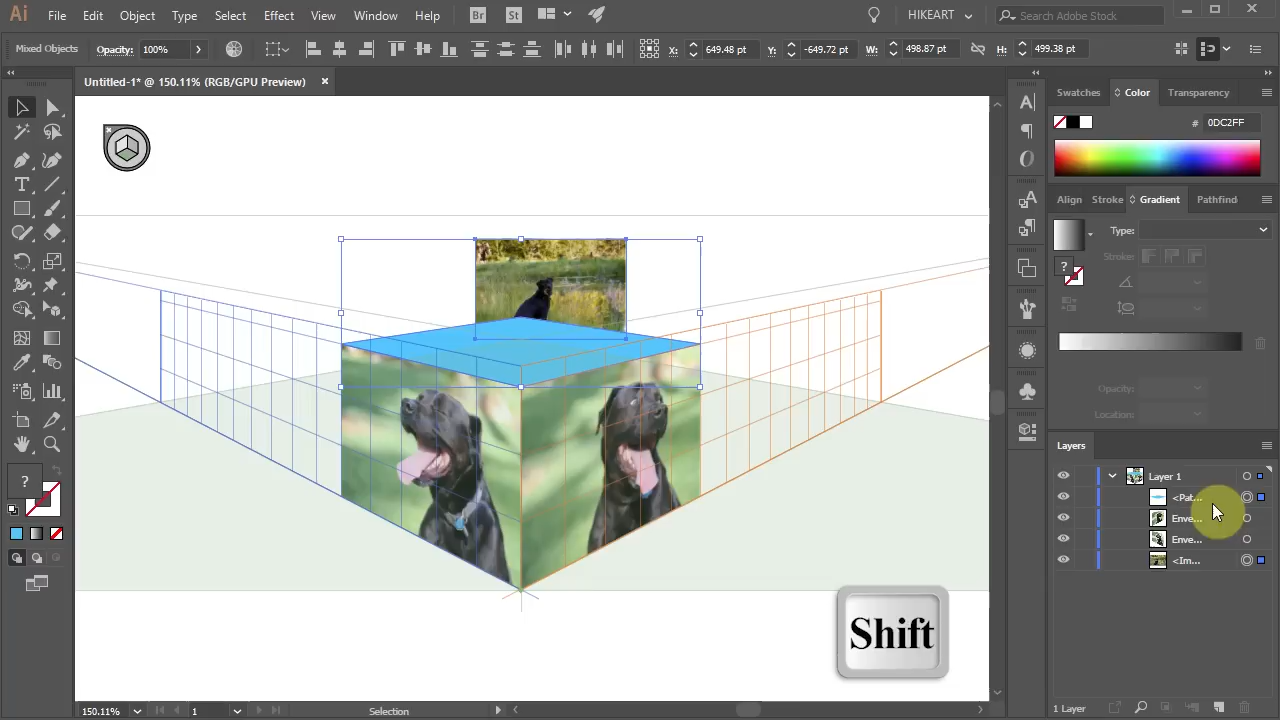 Ai File Edit Object Type Select Effect View Window Help Br St HIKEART Search Adobe Stock
Mixed Objects Opacity: 100% X: 649.48 pt Y: -649.72 pt W: 498.87 pt H: 499.38 pt
Untitled-1* @ 150.11% (RGB/GPU Preview)
Swatches Color Transparency
# 0DC2FF
Align Stroke Gradient Pathfind
Type:
Stroke:
Opacity:
Location:
Layers
Layer 1
<Pat...
Enve...
Enve...
<Im...
? ?
Shift
150.11% 1 Selection 1 Layer